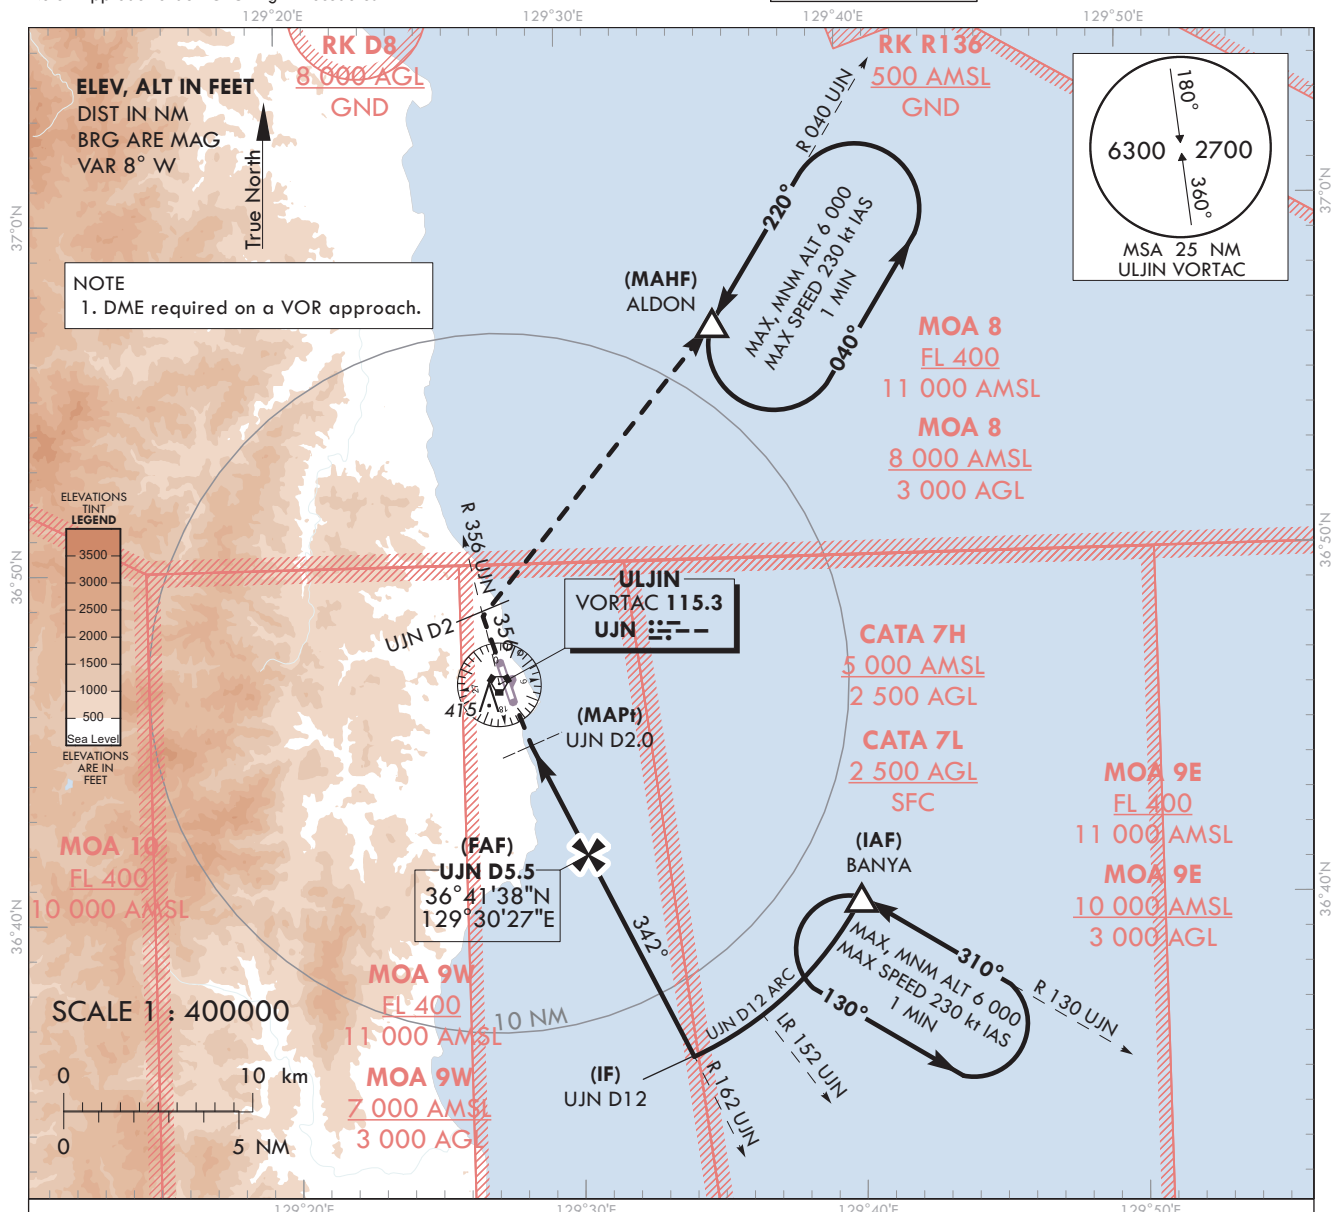 129°20'E
129°30'E
129°40'E
129°50'E
RK D8
8 000 AGL
GND
RK R136
500 AMSL
GND
ELEV, ALT IN FEET
DIST IN NM
BRG ARE MAG
VAR 8° W
True North
180°
6300 2700
360°
MSA 25 NM
ULJIN VORTAC
R 040 UJN
37°0'N
37°0'N
NOTE
1. DME required on a VOR approach.
220°
MAX, MNM ALT 6 000
MAX SPEED 230 kt IAS
1 MIN
040°
(MAHF)
ALDON
MOA 8
FL 400
11 000 AMSL
MOA 8
8 000 AMSL
3 000 AGL
ELEVATIONS
TINT
LEGEND
3500
3000
2500
2000
1500
1000
500
Sea Level
ELEVATIONS
ARE IN
FEET
36°50'N
36°50'N
R 356 UJN
356°
UJN D2
ULJIN
VORTAC 115.3
UJN
415
18
(MAPt)
UJN D2.0
CATA 7H
5 000 AMSL
2 500 AGL
CATA 7L
2 500 AGL
SFC
MOA 9E
FL 400
11 000 AMSL
MOA 9E
10 000 AMSL
3 000 AGL
MOA 10
FL 400
10 000 AMSL
(FAF)
UJN D5.5
36°41'38"N
129°30'27"E
(IAF)
BANYA
36°40'N
36°40'N
342°
310°
MAX, MNM ALT 6 000
MAX SPEED 230 kt IAS
1 MIN
130°
R 130 UJN
UJN D12 ARC
LR 152 UJN
R 162 UJN
(IF)
UJN D12
10 NM
MOA 9W
FL 400
11 000 AMSL
MOA 9W
7 000 AMSL
3 000 AGL
SCALE 1 : 400000
0 10 km
0 5 NM
129°20'E
129°30'E
129°40'E
129°50'E